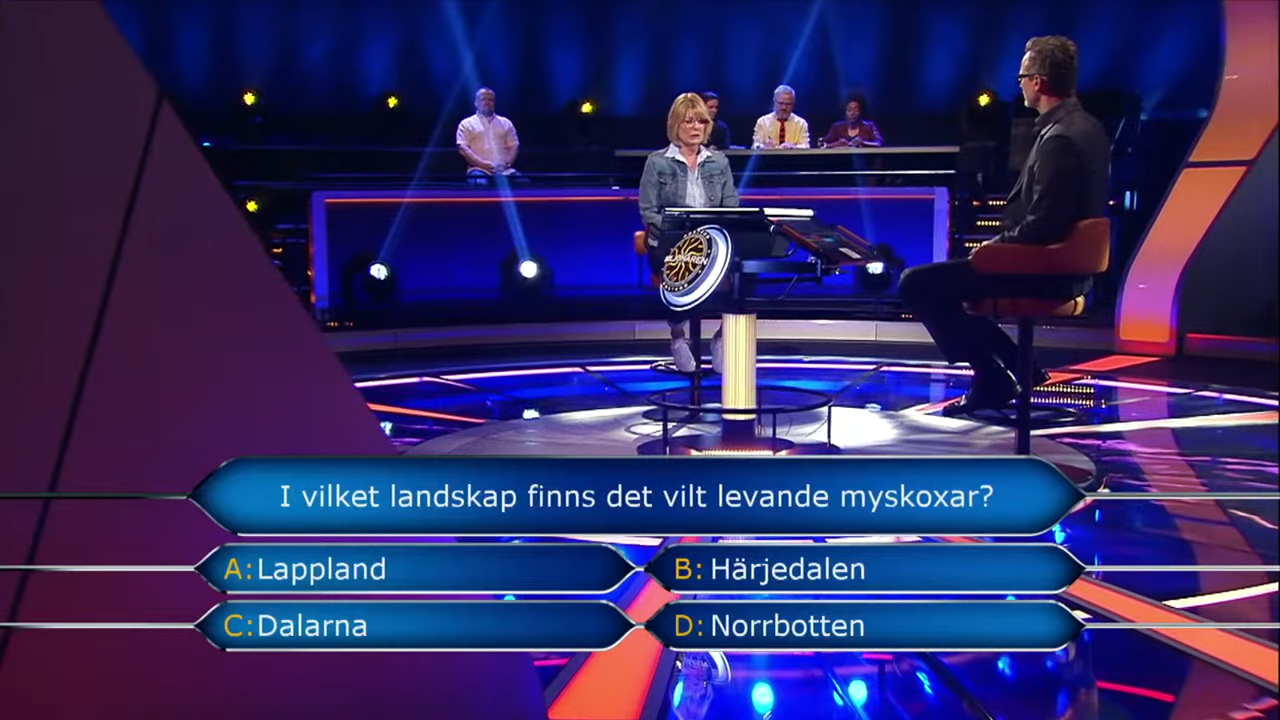 I vilket landskap finns det vilt levande myskoxar?
A: Lappland
B: Härjedalen
C: Dalarna
D: Norrbotten